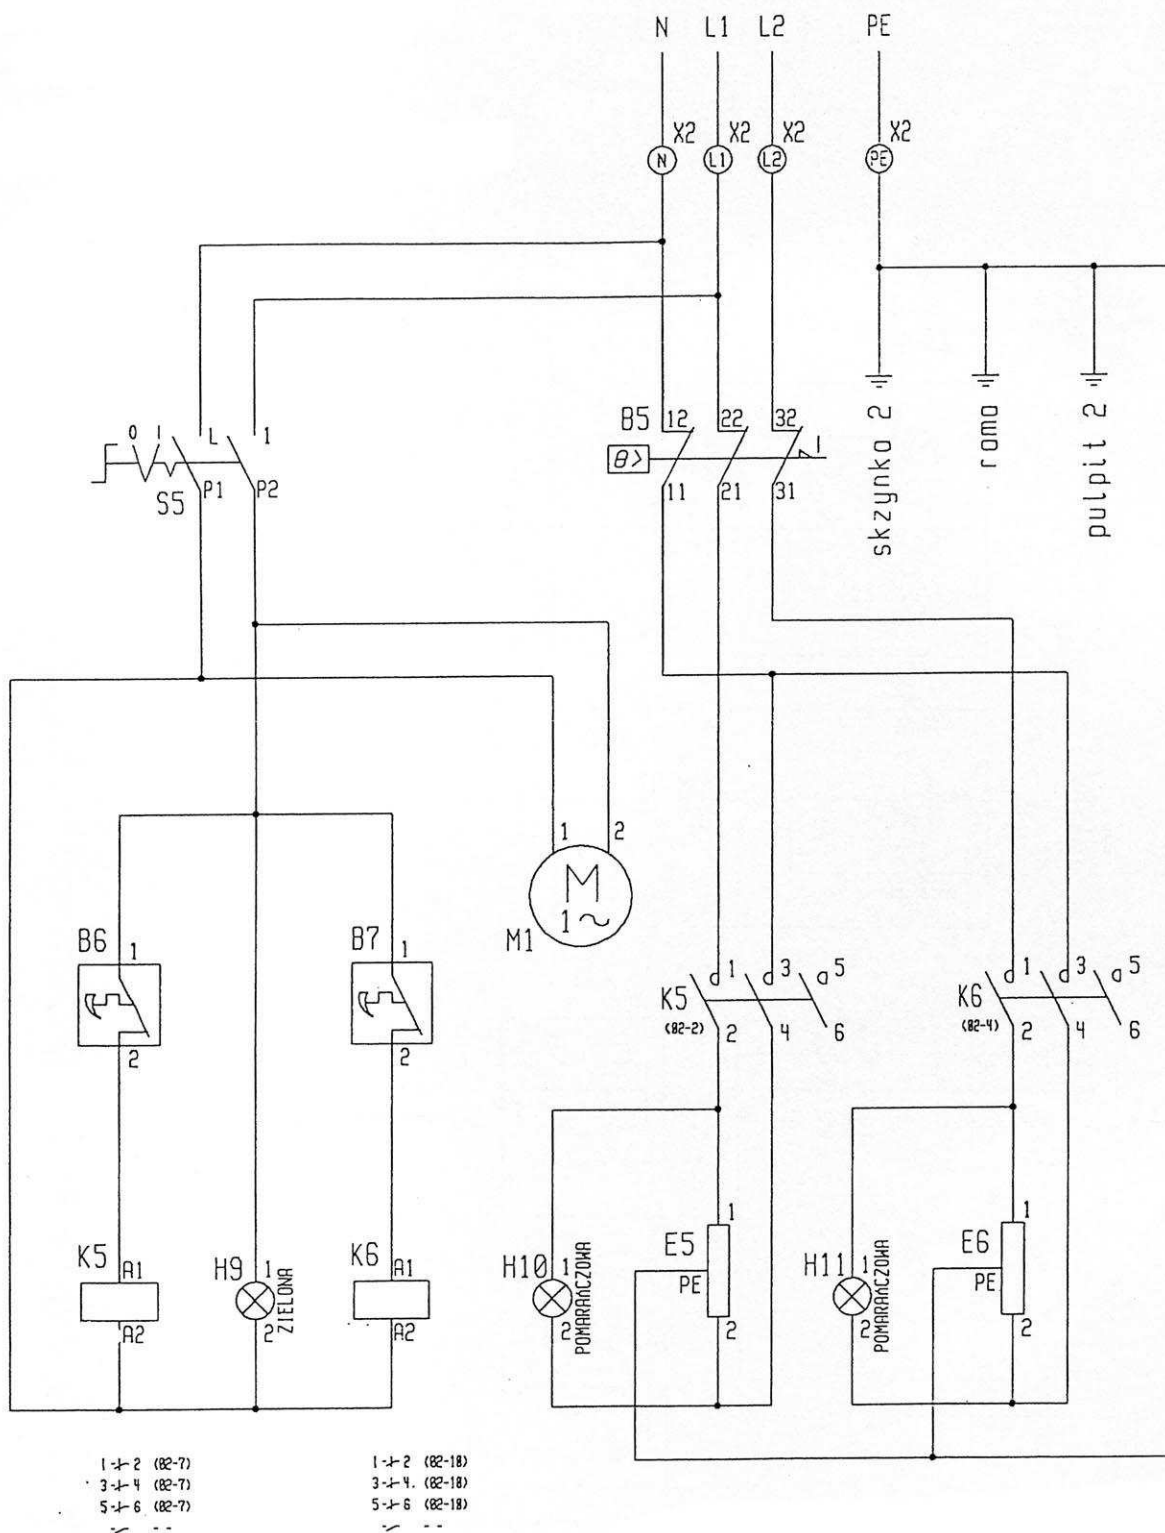 N L1 L2 PE
X2 X2 X2 X2
N L1 L2 PE
B5 12 22 32
θ>
11 21 31
skzynko 2
ramo
pulpit 2
0 1 L 1
S5 P1 P2
1 2
M
1~
M1
B6 1
2
B7 1
2
K5 1 3 5
(02-2) 2 4 6
K6 1 3 5
(02-4) 2 4 6
K5 A1
A2
H9 1
2
ZIELONA
K6 A1
A2
H10 1
2
POMARAŃCZOWA
E5 1
PE
2
H11 1
2
POMARAŃCZOWA
E6 1
PE
2
1 2 (02-7)
3 4 (02-7)
5 6 (02-7)
- -
1 2 (02-18)
3 4 (02-18)
5 6 (02-18)
- -